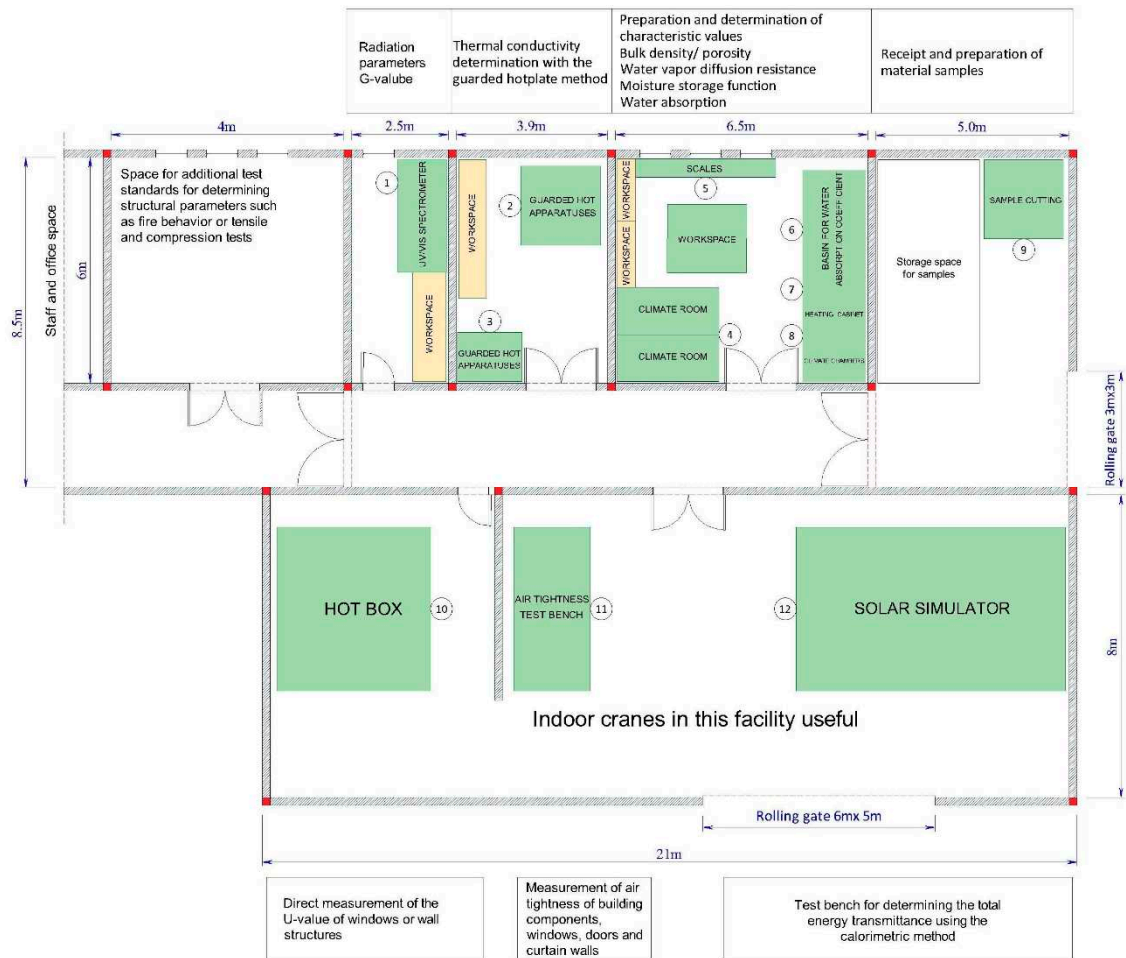 Radiation
parameters
G-valube
Thermal conductivity
determination with the
guarded hotplate method
Preparation and determination of
characteristic values
Bulk density/ porosity
Water vapor diffusion resistance
Moisture storage function
Water absorption
Receipt and preparation of
material samples
4m
2.5m
3.9m
6.5m
5.0m
8.5m
Staff and office space
6m
Space for additional test
standards for determining
structural parameters such
as fire behavior or tensile
and compression tests
1
UV/VIS SPECTROMETER
WORKSPACE
WORKSPACE
2
GUARDED HOT
APPARATUSES
3
GUARDED HOT
APPARATUSES
WORKSPACE
WORKSPACE
SCALES
5
WORKSPACE
CLIMATE ROOM
CLIMATE ROOM
4
6
BASIN FOR WATER
ABSORPTION COEFFICIENT
7
HEATING CABINET
8
CLIMATE CHAMBERS
Storage space
for samples
SAMPLE CUTTING
9
Rolling gate 3mx3m
HOT BOX
10
AIR TIGHTNESS
TEST BENCH
11
12
SOLAR SIMULATOR
8m
Indoor cranes in this facility useful
Rolling gate 6mx 5m
21m
Direct measurement of the
U-value of windows or wall
structures
Measurement of air
tightness of building
components,
windows, doors and
curtain walls
Test bench for determining the total
energy transmittance using the
calorimetric method